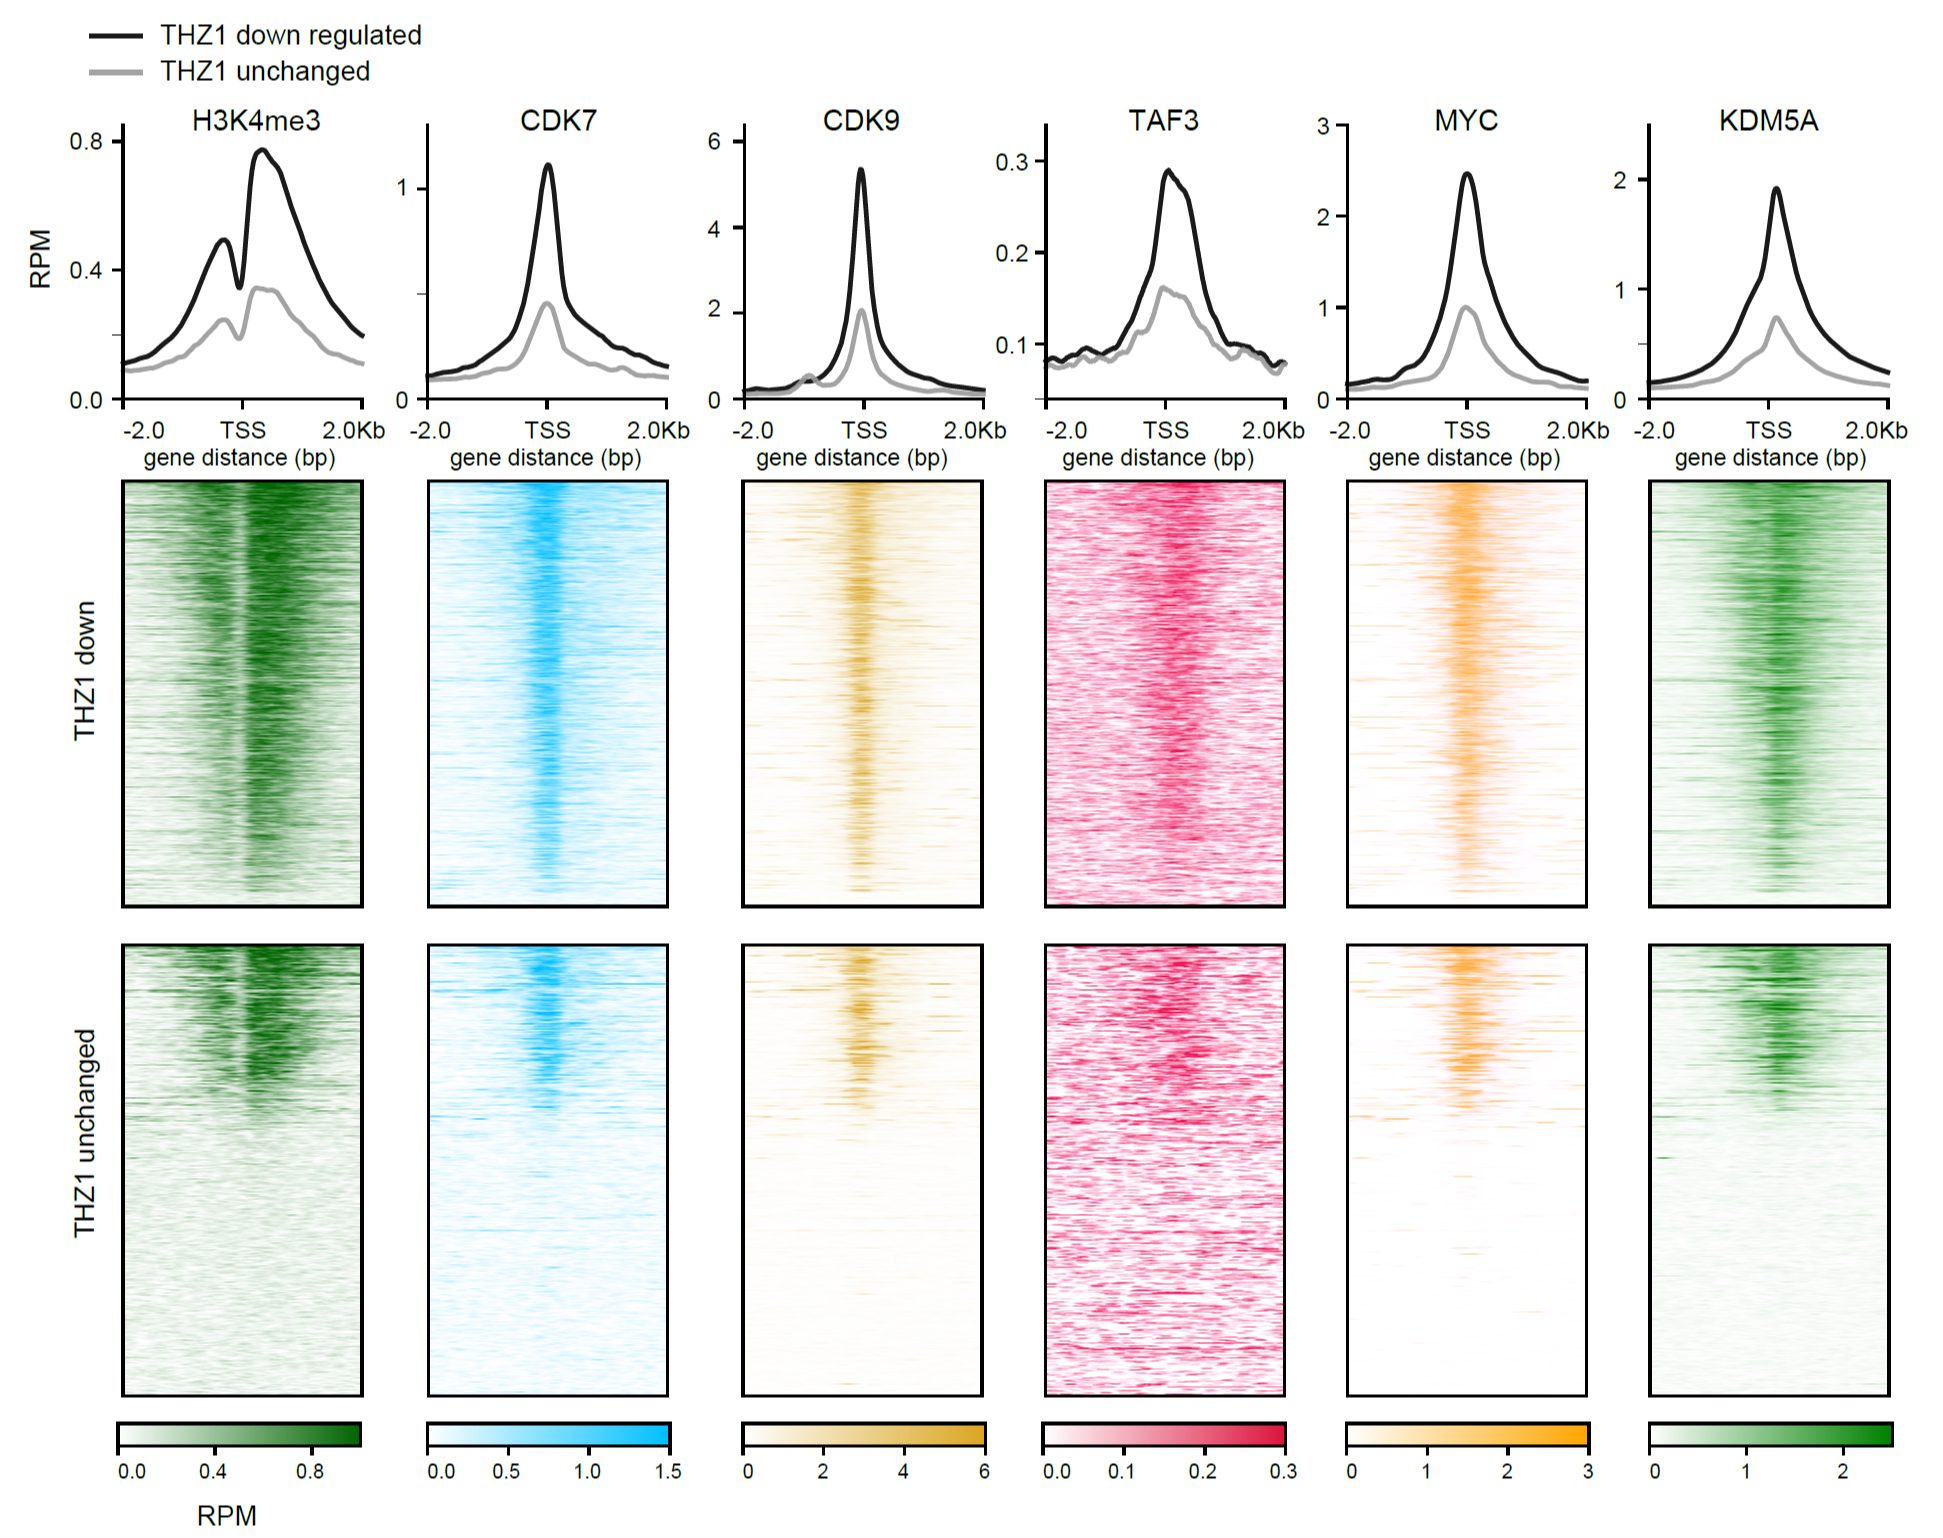 THZ1 down regulated
THZ1 unchanged
H3K4me3 CDK7 CDK9 TAF3 MYC KDM5A
RPM
0.8
0.4
0.0
1
0
6
4
2
0
0.3
0.2
0.1
3
2
1
0
2
1
0
-2.0 TSS 2.0Kb -2.0 TSS 2.0Kb -2.0 TSS 2.0Kb -2.0 TSS 2.0Kb -2.0 TSS 2.0Kb -2.0 TSS 2.0Kb
gene distance (bp) gene distance (bp) gene distance (bp) gene distance (bp) gene distance (bp) gene distance (bp)
THZ1 down
THZ1 unchanged
0.0 0.4 0.8 0.0 0.5 1.0 1.5 0 2 4 6 0.0 0.1 0.2 0.3 0 1 2 3 0 1 2
RPM